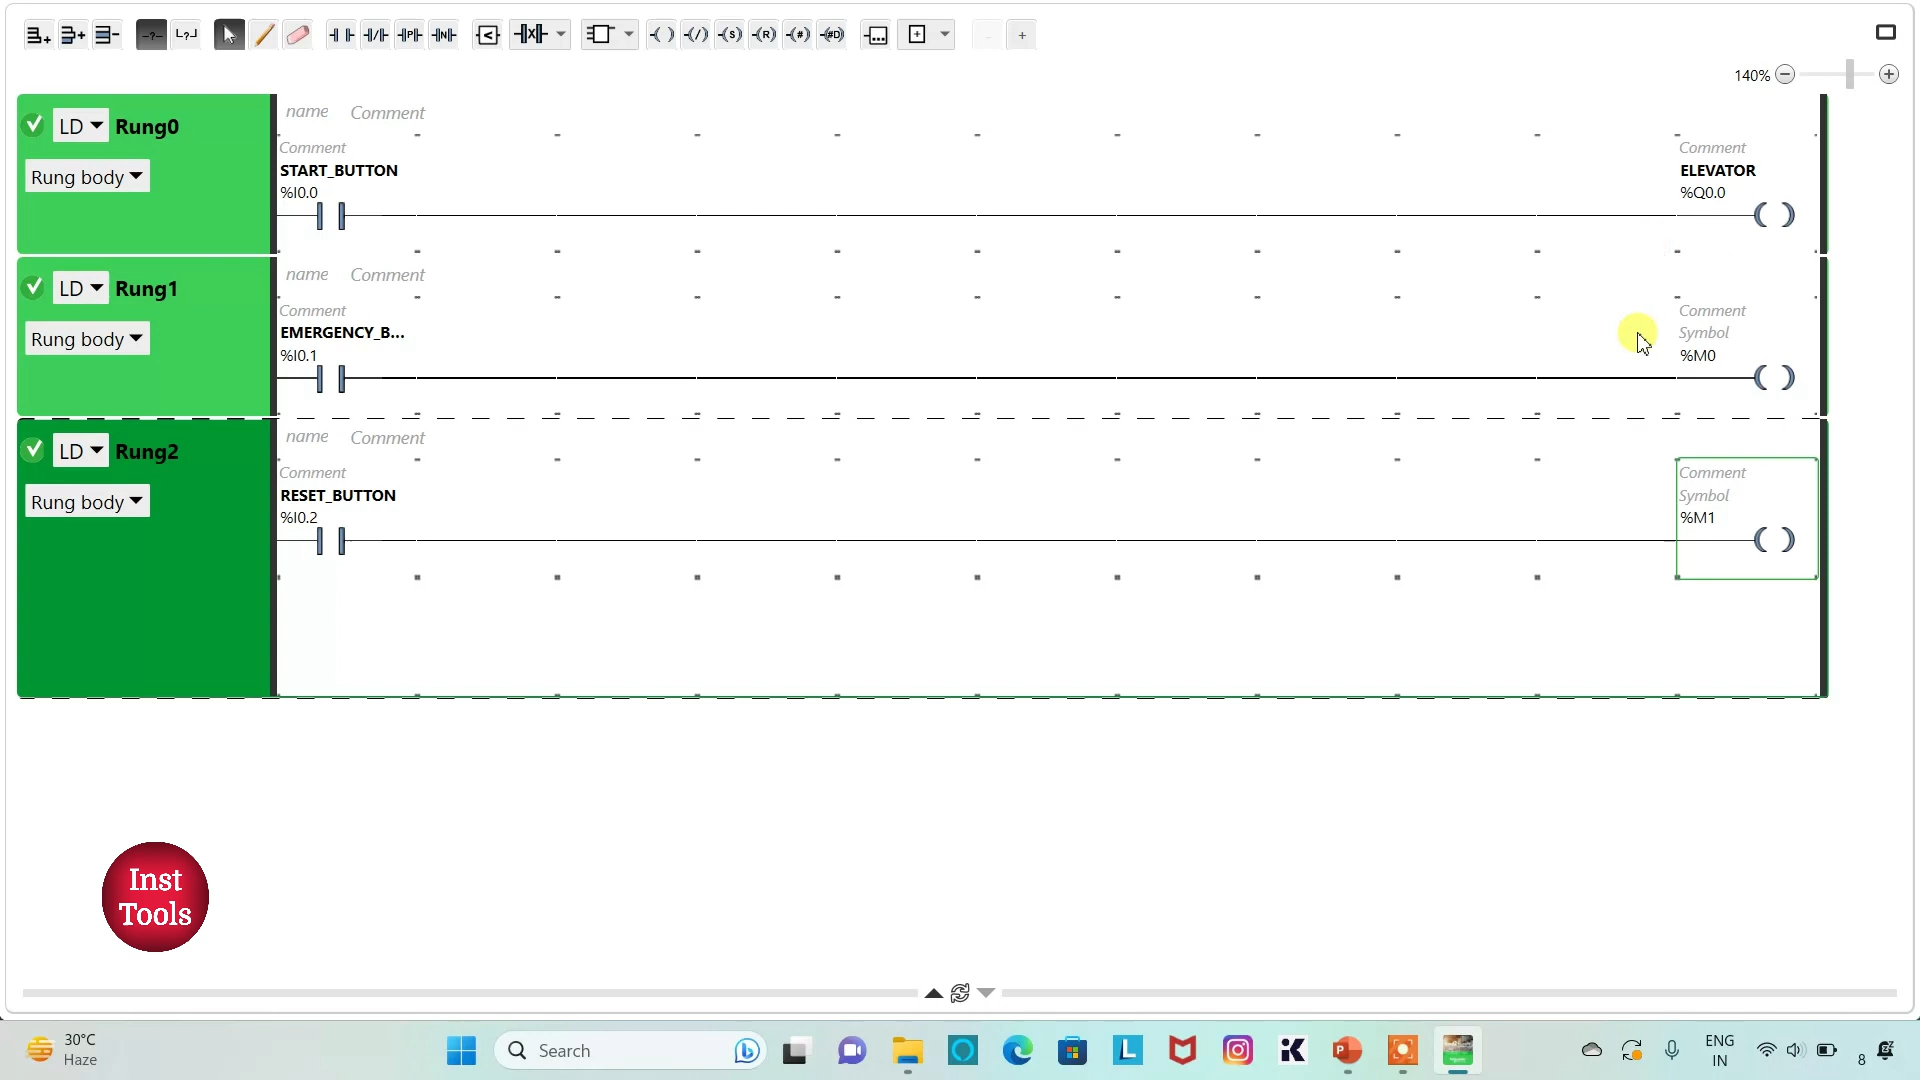 140%
LD Rung0
name Comment
Comment
START_BUTTON
%I0.0
Comment
ELEVATOR
%Q0.0
Rung body
LD Rung1
name Comment
Comment
EMERGENCY_B...
%I0.1
Comment
Symbol
%M0
Rung body
LD Rung2
name Comment
Comment
RESET_BUTTON
%I0.2
Comment
Symbol
%M1
Rung body
Inst
Tools
30°C
Haze
Search
ENG
IN
8